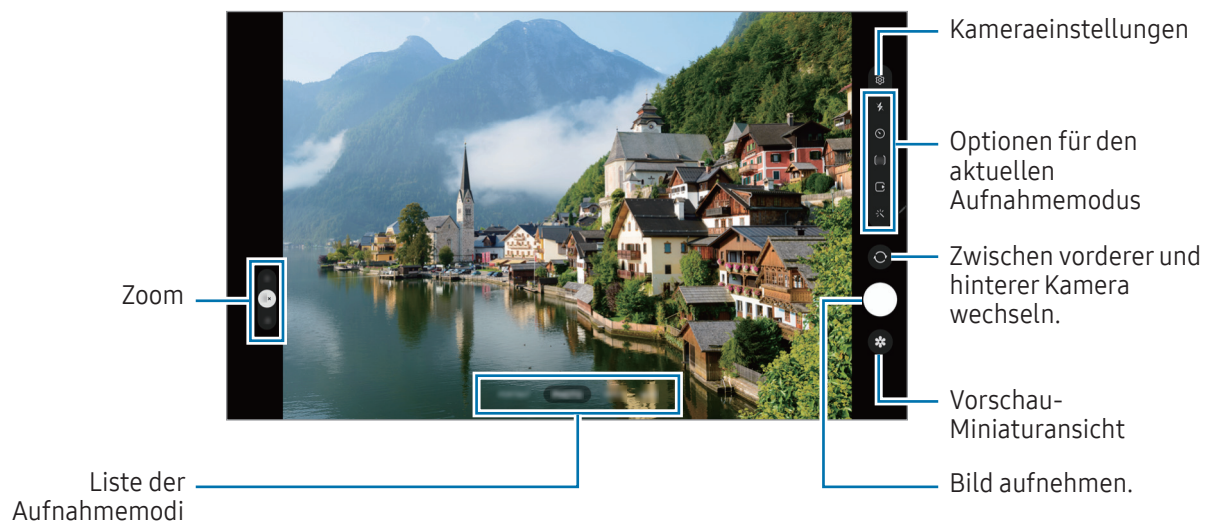 Kameraeinstellungen
Optionen für den
aktuellen
Aufnahmemodus
Zwischen vorderer und
hinterer Kamera
wechseln.
Zoom
Vorschau-
Miniaturansicht
Liste der
Aufnahmemodi
Bild aufnehmen.